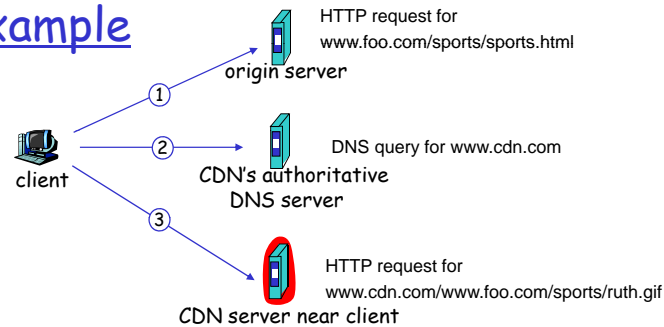 xample
HTTP request for
www.foo.com/sports/sports.html
origin server
1
2
DNS query for www.cdn.com
client
CDN's authoritative
DNS server
3
HTTP request for
www.cdn.com/www.foo.com/sports/ruth.gif
CDN server near client